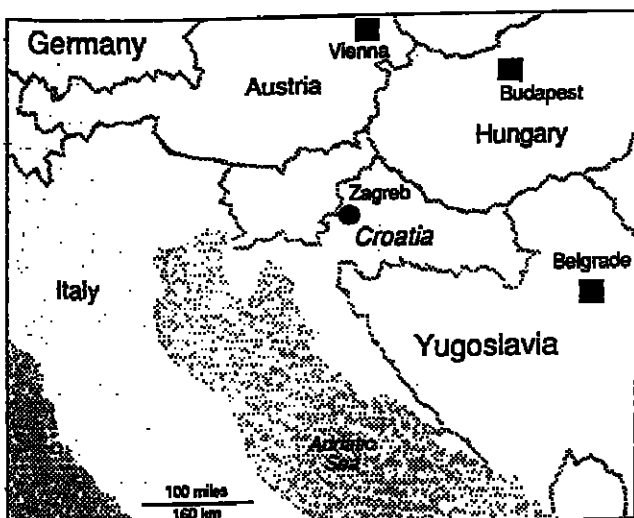 Germany
Vienna
Austria
Budapest
Hungary
Zagreb
Croatia
Belgrade
Italy
Yugoslavia
Adriatic
Sea
100 miles
160 km